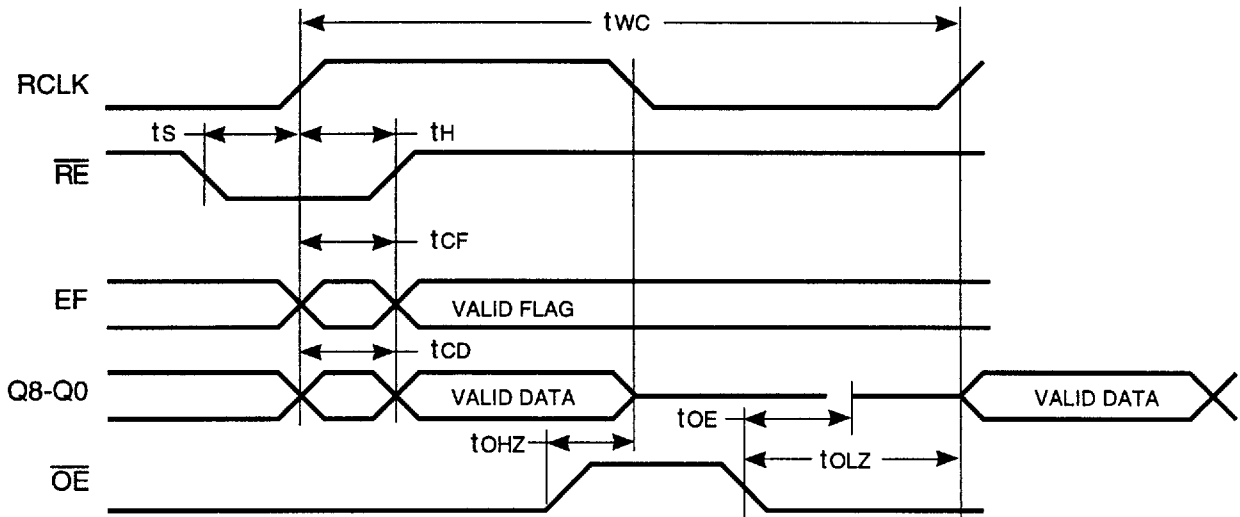 tWC
RCLK
tS
tH
RE
tCF
EF
VALID FLAG
tCD
Q8-Q0
VALID DATA
VALID DATA
tOE
tOHZ
tOLZ
OE